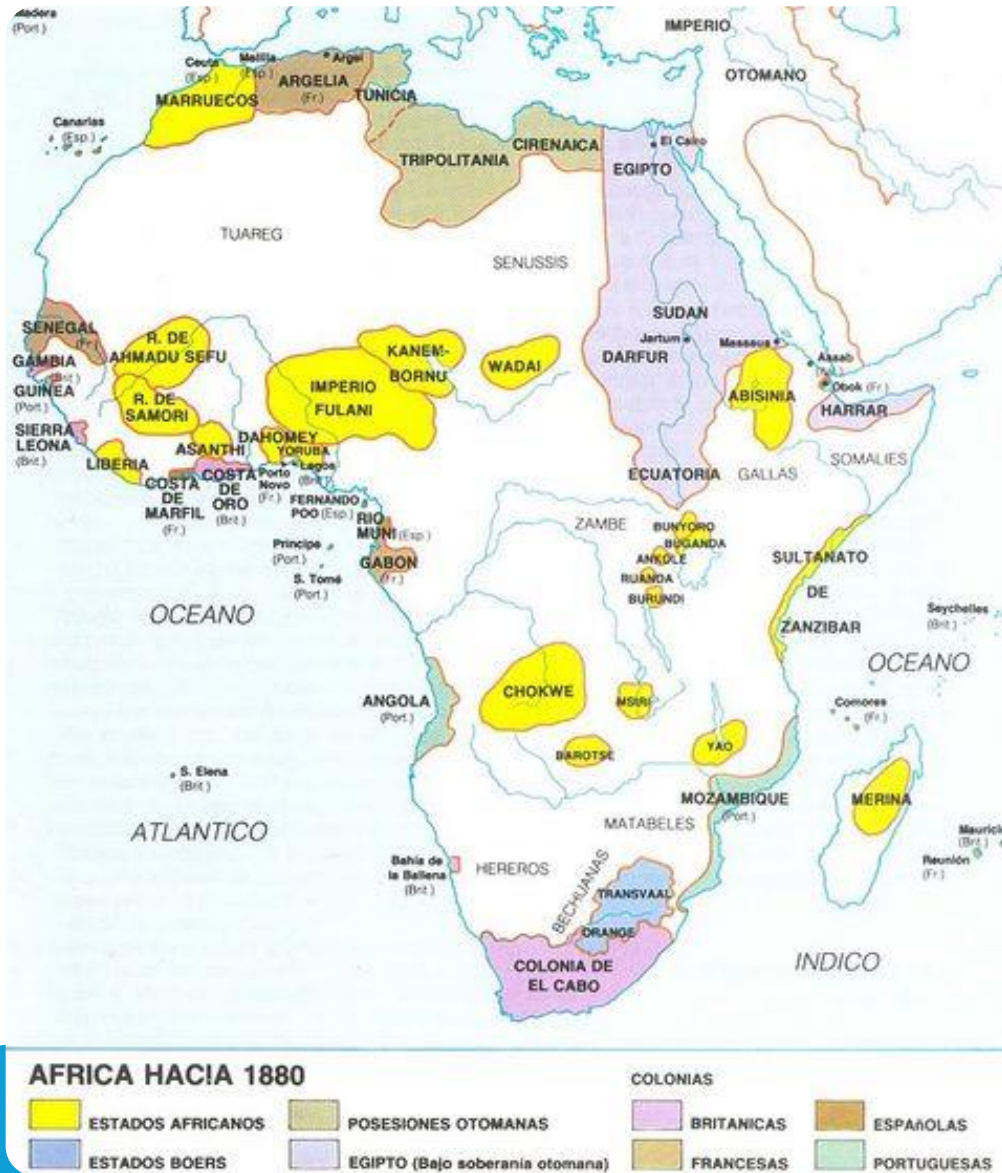 Madera
(Port.)
IMPERIO
OTOMANO
Ceuta
(Esp.)
Melilla
(Esp.)
Argel
ARGELIA
(Fr.)
TUNICIA
MARRUECOS
Canarias
(Esp.)
TRIPOLITANIA
CIRENAICA
El Cairo
EGIPTO
TUAREG
SENUSSIS
SUDAN
Jartum
DARFUR
Massaua
Assab
Obok (Fr.)
SENEGAL
(Fr.)
R. DE
AHMADU SEFU
KANEM-
BORNU
WADAI
ABISINIA
HARRAR
GAMBIA
(Brit.)
GUINEA
(Port.)
R. DE
SAMORI
IMPERIO
FULANI
SIERRA
LEONA
(Brit.)
LIBERIA
ASANTHI
DAHOMEY
YORUBA
COSTA
DE
MARFIL
(Fr.)
COSTA
DE
ORO
(Brit.)
Porto
Novo
(Fr.)
Lagos
(Brit.)
ECUATORIA
GALLAS
SOMALIES
FERNANDO
POO (Esp.)
RIO
MUNI (Esp.)
ZAMBE
BUNYORO
BUGANDA
ANKOLE
RUANDA
BURUNDI
Principe
(Port.)
S. Tomé
(Port.)
GABON
(Fr.)
SULTANATO
DE
ZANZIBAR
OCEANO
Seychelles
(Brit.)
OCEANO
ANGOLA
(Port.)
CHOKWE
MSIRI
Comores
(Fr.)
BAROTSE
YAO
S. Elena
(Brit.)
MOZAMBIQUE
(Port.)
MERINA
ATLANTICO
MATABELES
Mauricio
(Brit.)
Reunión
(Fr.)
Bahía de
la Ballena
(Brit.)
HEREROS
BECHUANAS
TRANSVAAL
ORANGE
COLONIA DE
EL CABO
INDICO
AFRICA HACIA 1880
COLONIAS
ESTADOS AFRICANOS
POSESIONES OTOMANAS
BRITANICAS
ESPAñOLAS
ESTADOS BOERS
EGIPTO (Bajo soberanía otomana)
FRANCESAS
PORTUGUESAS